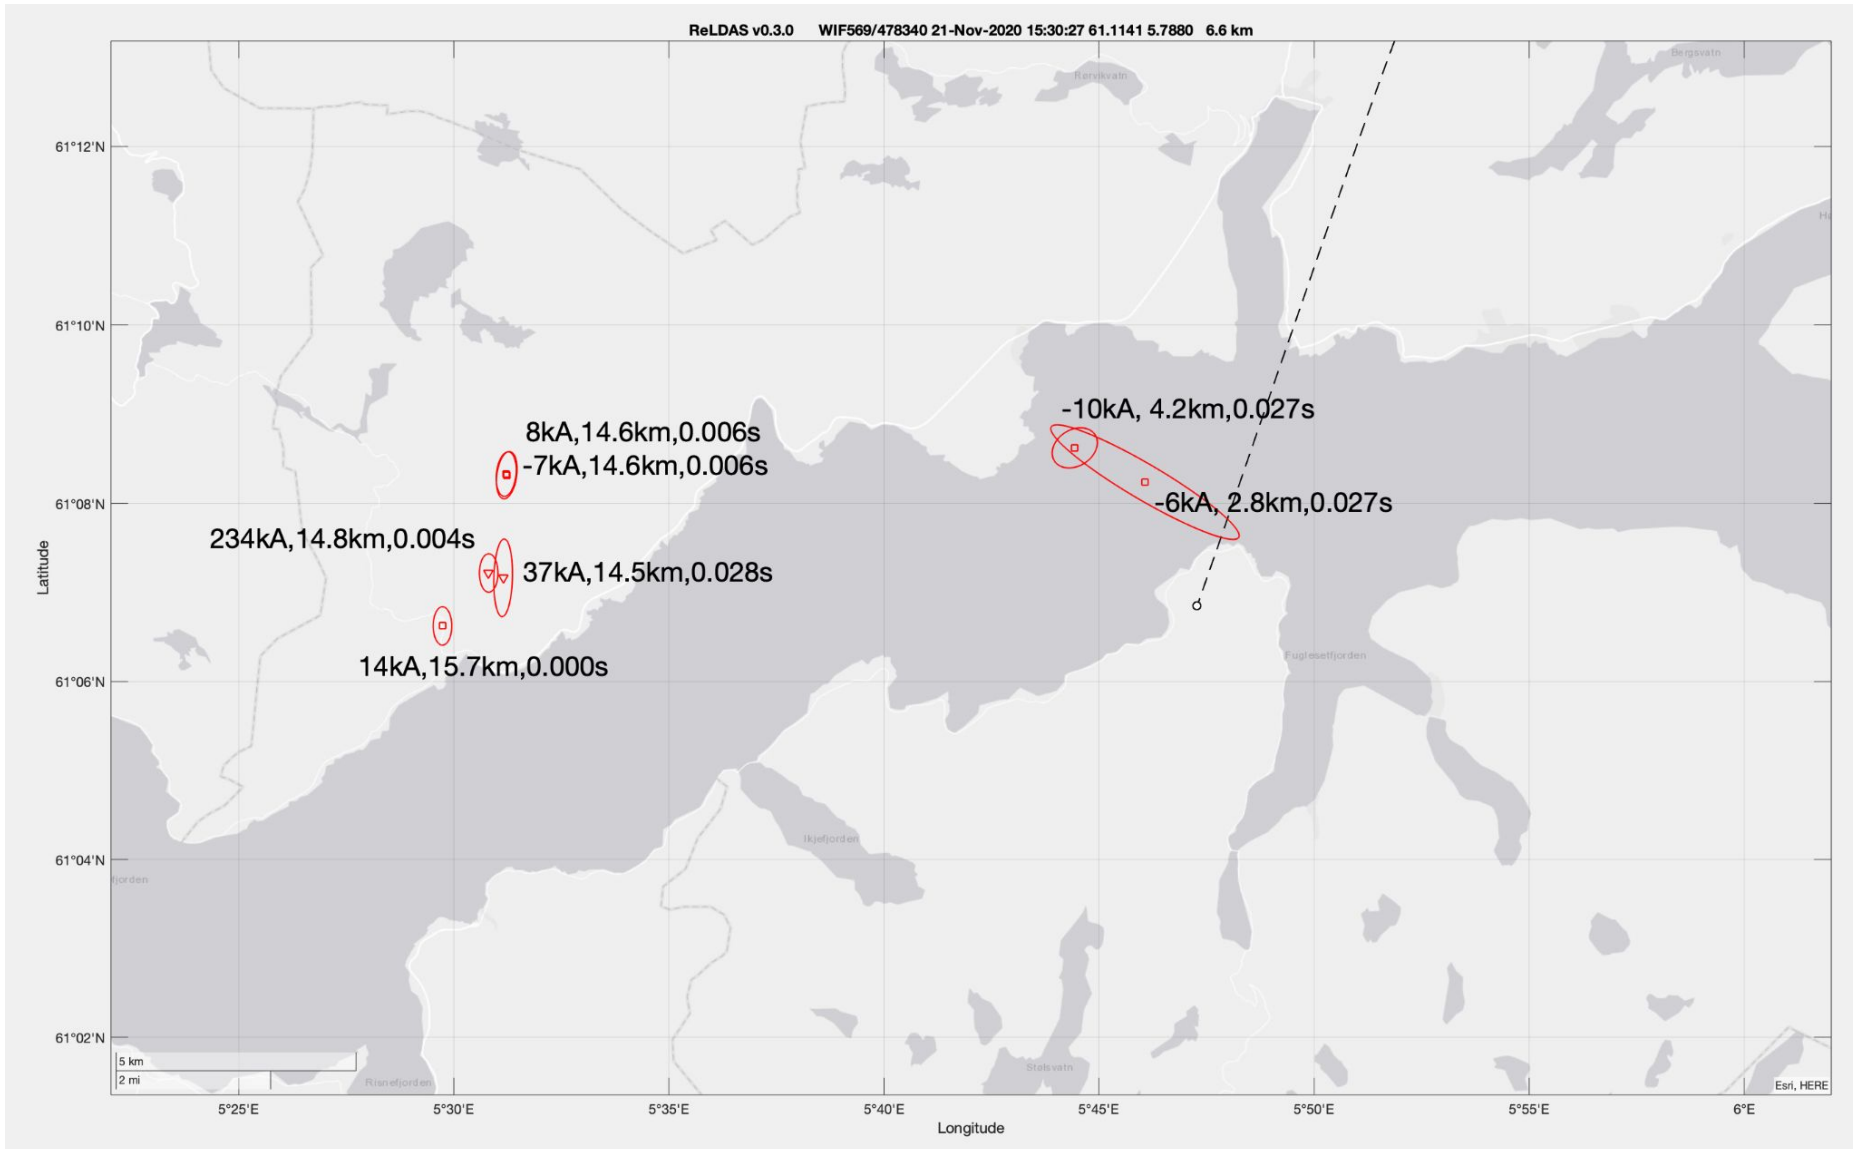 ReLDAS v0.3.0 WIF569/478340 21-Nov-2020 15:30:27 61.1141 5.7880 6.6 km
Bergsvatn
Rørvikvatn
61°12'N
61°10'N
-10kA, 4.2km,0.027s
8kA,14.6km,0.006s
-7kA,14.6km,0.006s
61°08'N
-6kA, 2.8km,0.027s
234kA,14.8km,0.004s
37kA,14.5km,0.028s
Latitude
Fuglesetfjorden
14kA,15.7km,0.000s
61°06'N
Ikjefjorden
61°04'N
fjorden
61°02'N
5 km
2 mi
Risnefjorden
Stølsvatn
Esri, HERE
5°25'E 5°30'E 5°35'E 5°40'E 5°45'E 5°50'E 5°55'E 6°E
Longitude